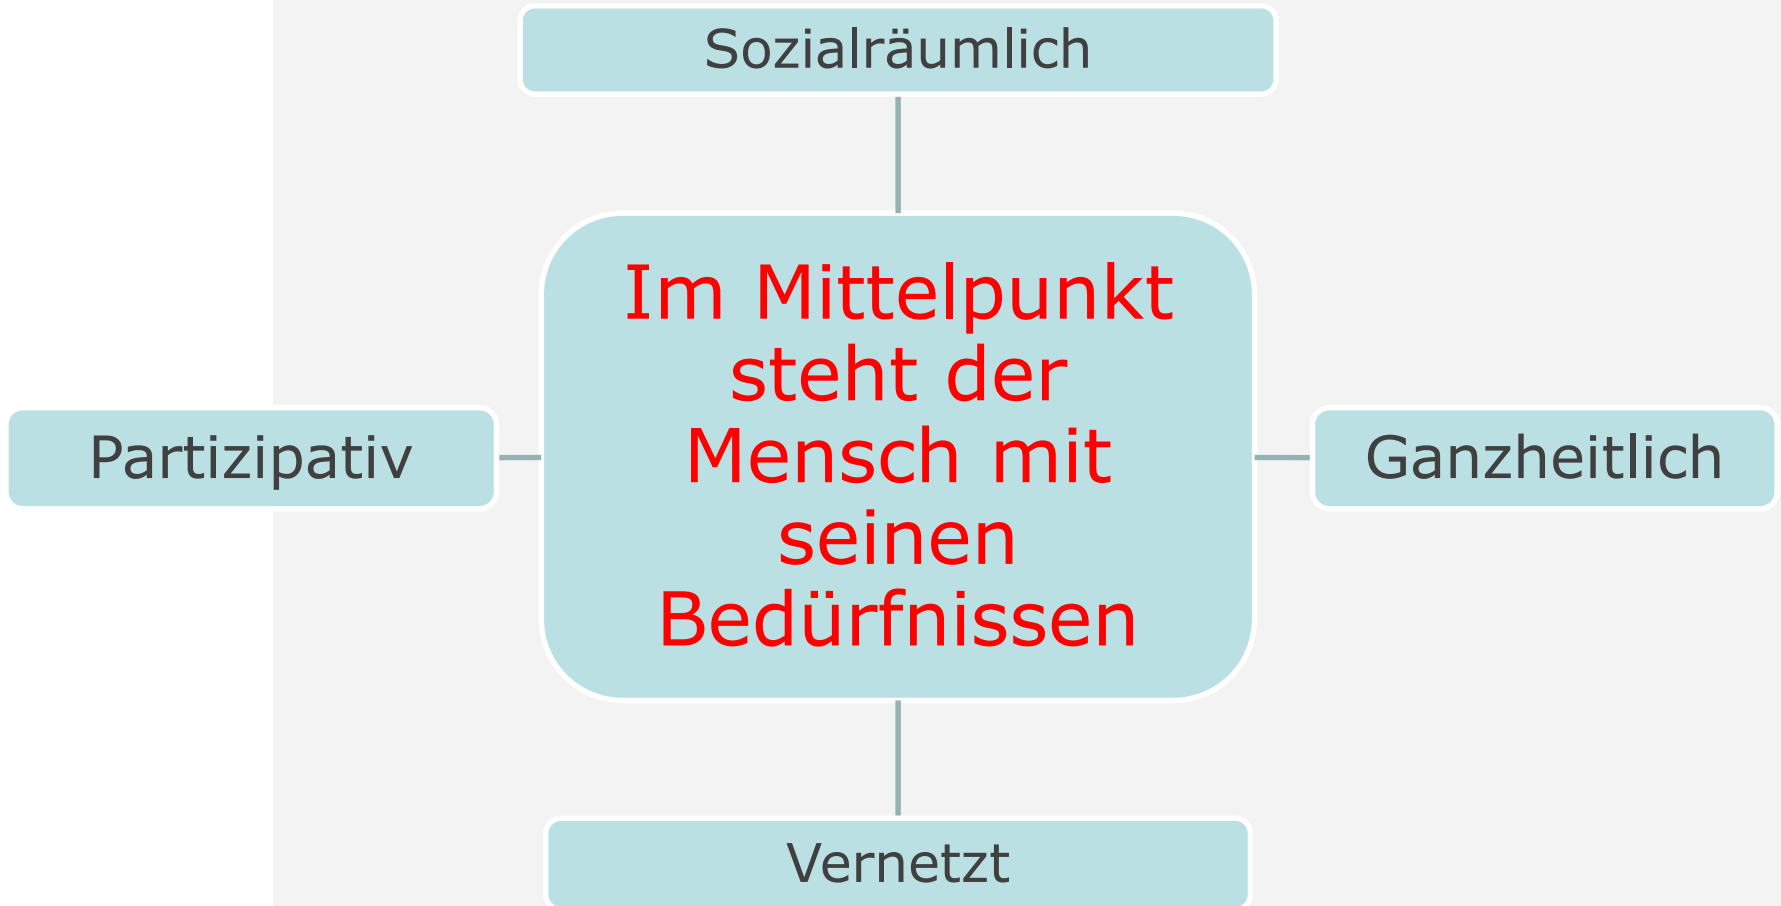 Sozialräumlich
Im Mittelpunkt
steht der
Mensch mit
seinen
Bedürfnissen
Partizipativ
Ganzheitlich
Vernetzt